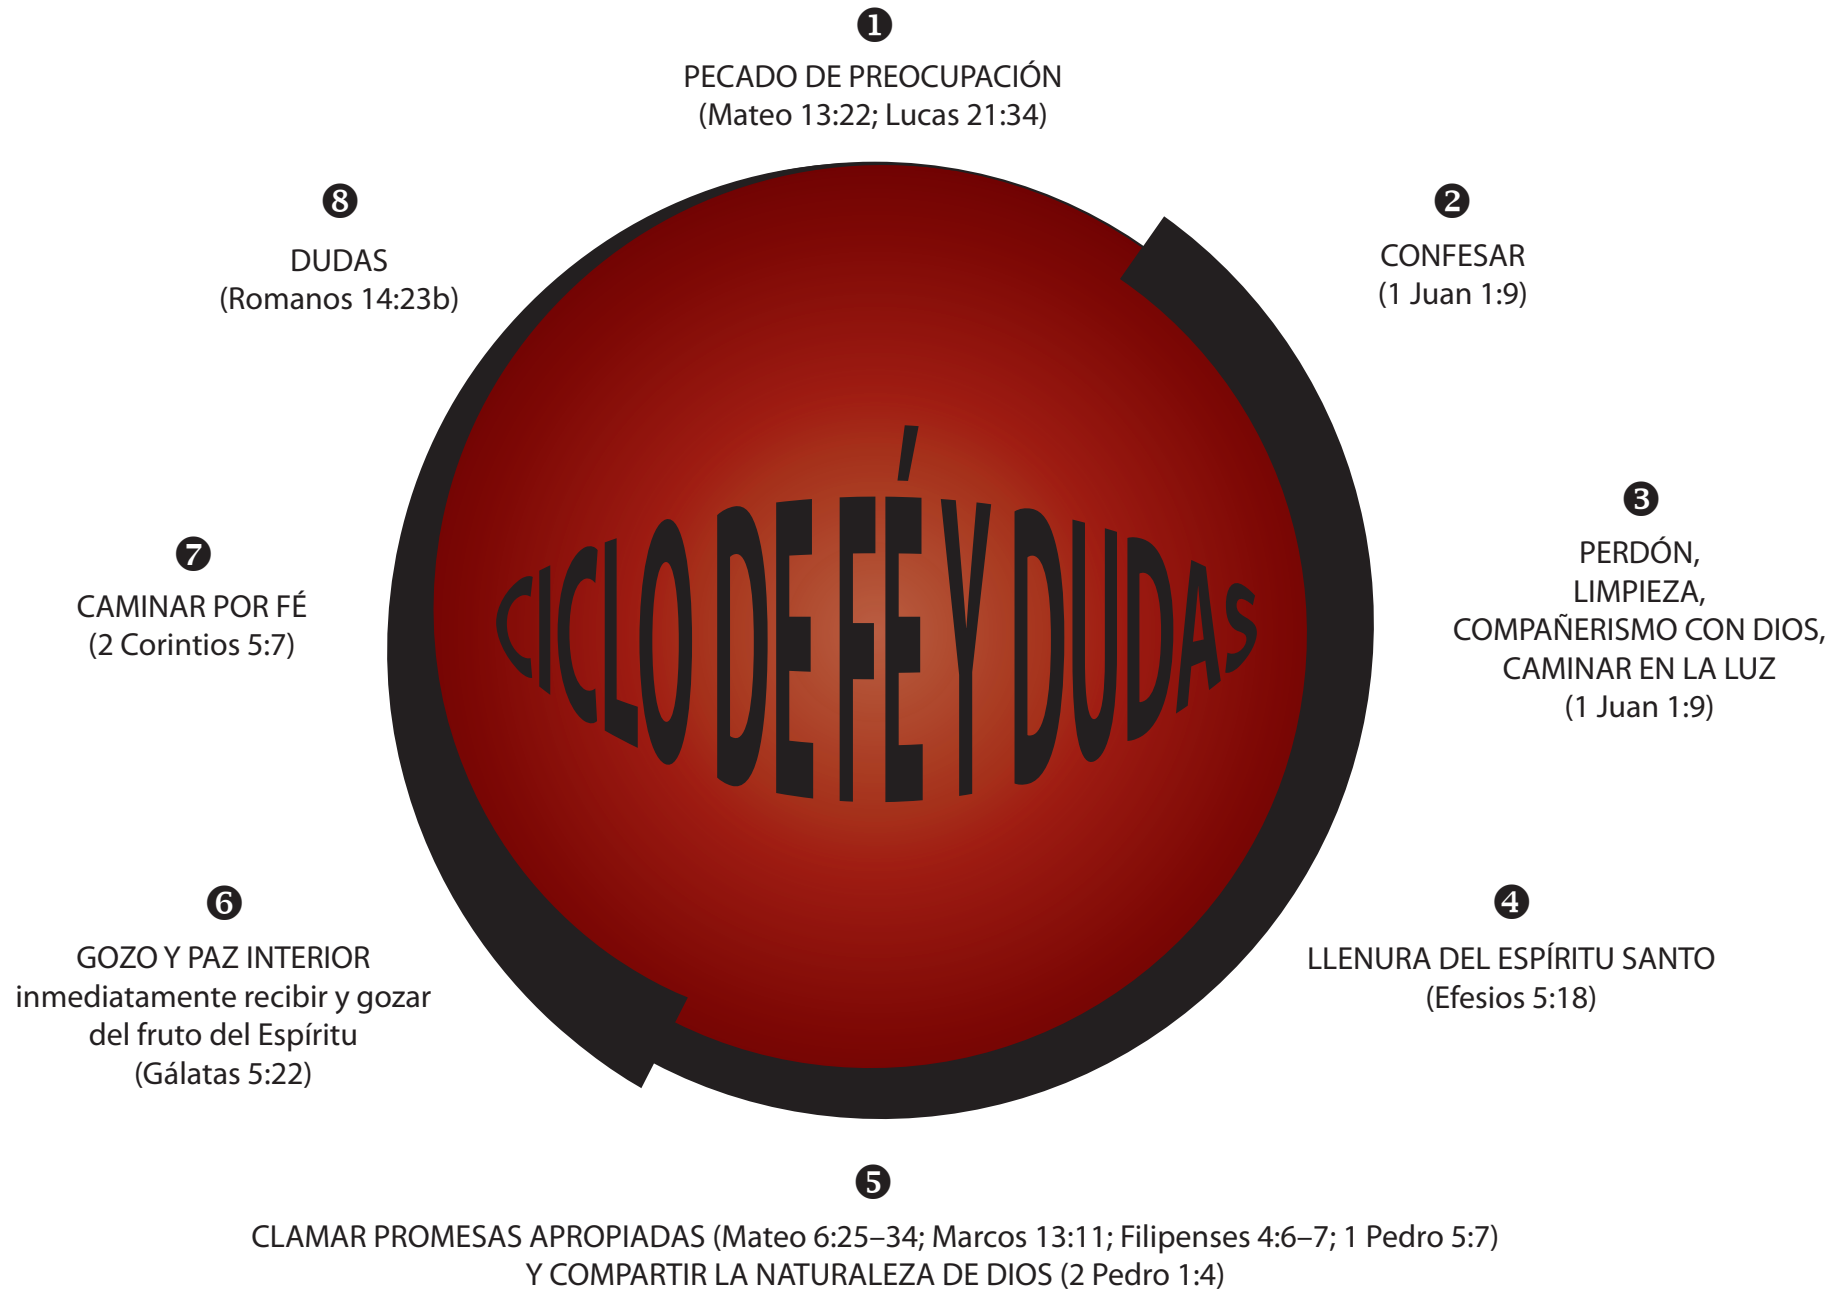 ❶
PECADO DE PREOCUPACIÓN
(Mateo 13:22; Lucas 21:34)
❷
CONFESAR
(1 Juan 1:9)
❸
PERDÓN,
LIMPIEZA,
COMPAÑERISMO CON DIOS,
CAMINAR EN LA LUZ
(1 Juan 1:9)
❹
LLENURA DEL ESPÍRITU SANTO
(Efesios 5:18)
❺
CLAMAR PROMESAS APROPIADAS (Mateo 6:25–34; Marcos 13:11; Filipenses 4:6–7; 1 Pedro 5:7)
Y COMPARTIR LA NATURALEZA DE DIOS (2 Pedro 1:4)
❻
GOZO Y PAZ INTERIOR
inmediatamente recibir y gozar
del fruto del Espíritu
(Gálatas 5:22)
❼
CAMINAR POR FÉ
(2 Corintios 5:7)
❽
DUDAS
(Romanos 14:23b)
CICLO DE FÉ Y DUDAS